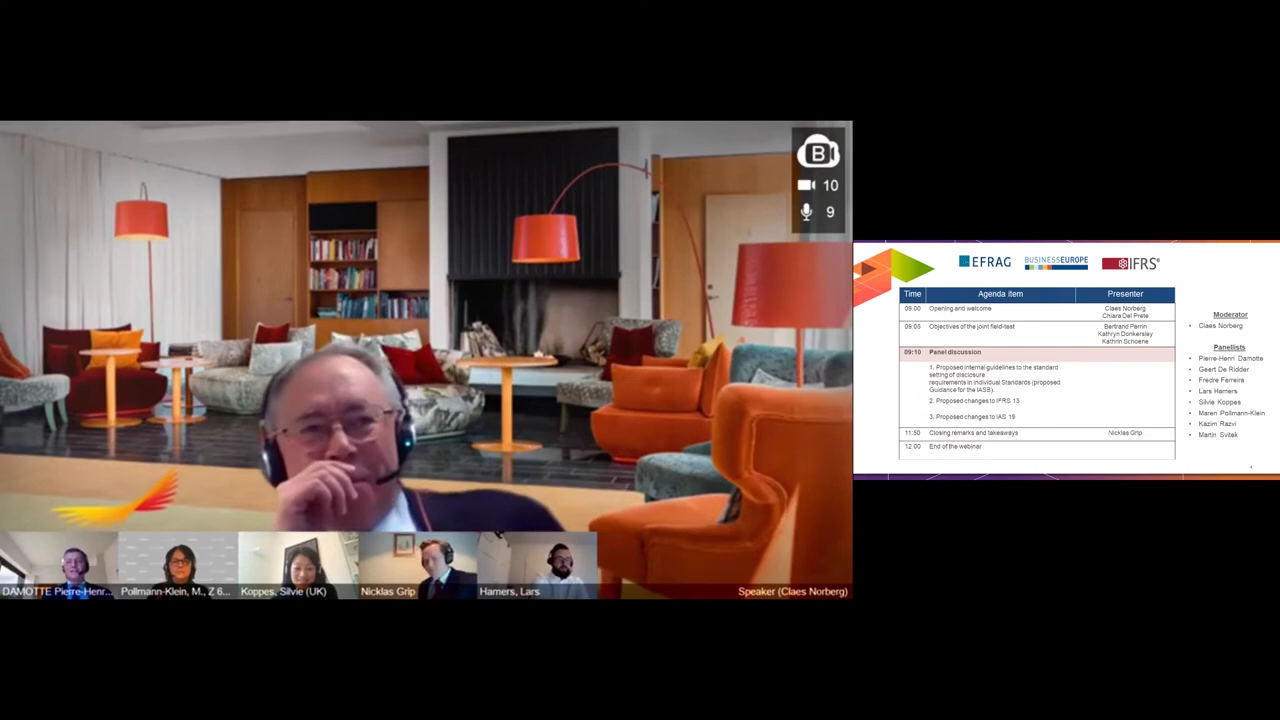 B
10
9
DAMOTTE Pierre-Henr...
Pollmann-Klein, M., Z 6...
Koppes, Silvie (UK)
Nicklas Grip
Hamers, Lars
Speaker (Claes Norberg)
EFRAG
BUSINESSEUROPE
IFRS®
Time Agenda item Presenter
09:00 Opening and welcome Claes Norberg
Chiara Del Prete
09:05 Objectives of the joint field-test Bertrand Perrin
Kathryn Donkersley
Kathrin Schoene
09:10 Panel discussion
1. Proposed internal guidelines to the standard
setting of disclosure
requirements in individual Standards (proposed
Guidance for the IASB).
2. Proposed changes to IFRS 13
3. Proposed changes to IAS 19
11:50 Closing remarks and takeaways Nicklas Grip
12:00 End of the webinar
Moderator
• Claes Norberg
Panellists
• Pierre-Henri Damotte
• Geert De Ridder
• Fredre Ferreira
• Lars Hamers
• Silvie Koppes
• Maren Pollmann-Klein
• Kazim Razvi
• Martin Svitek
4